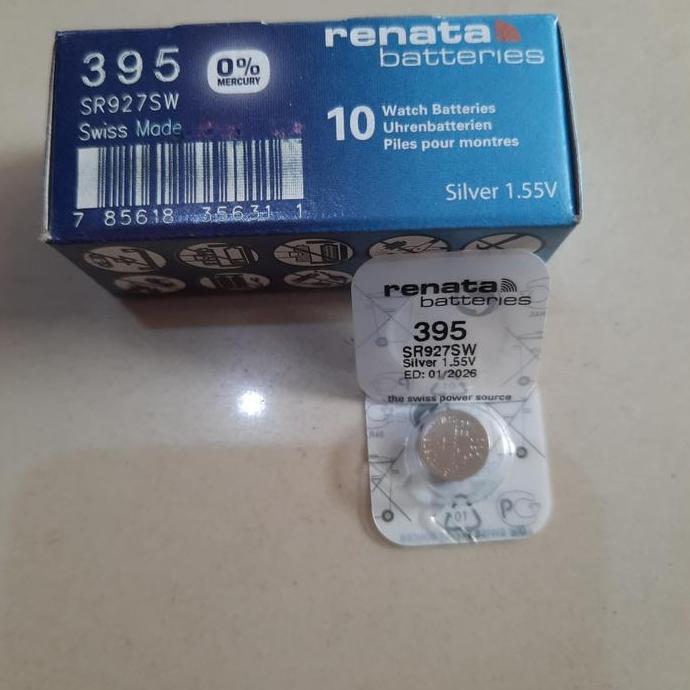 395
SR927SW
Swiss Made
0%
MERCURY
7 85618 35631 1
renata
batteries
10
Watch Batteries
Uhrenbatterien
Piles pour montres
Silver 1.55V
renata
batteries
395
SR927SW
Silver 1.55V
ED: 01/2026
the swiss power source